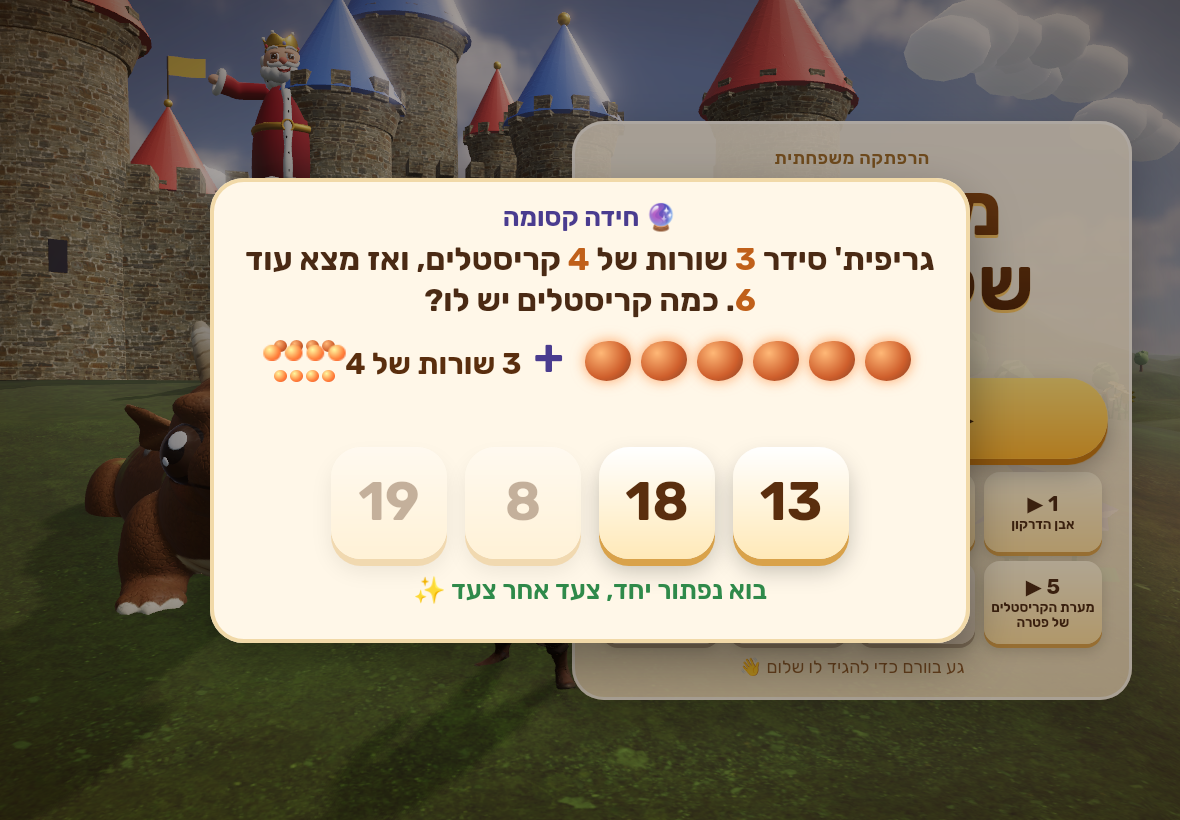 הרפתקה משפחתית
🔮 חידה קסומה
גריפית' סידר 3 שורות של 4 קריסטלים, ואז מצא עוד
6. כמה קריסטלים יש לו?
+ 3 שורות של 4
13 18 8 19
בוא נפתור יחד, צעד אחר צעד ✨
1 ▶
אבן הדרקון
5 ▶
מערת הקריסטלים
של פטרה
גע בוורם כדי להגיד לו שלום 👋